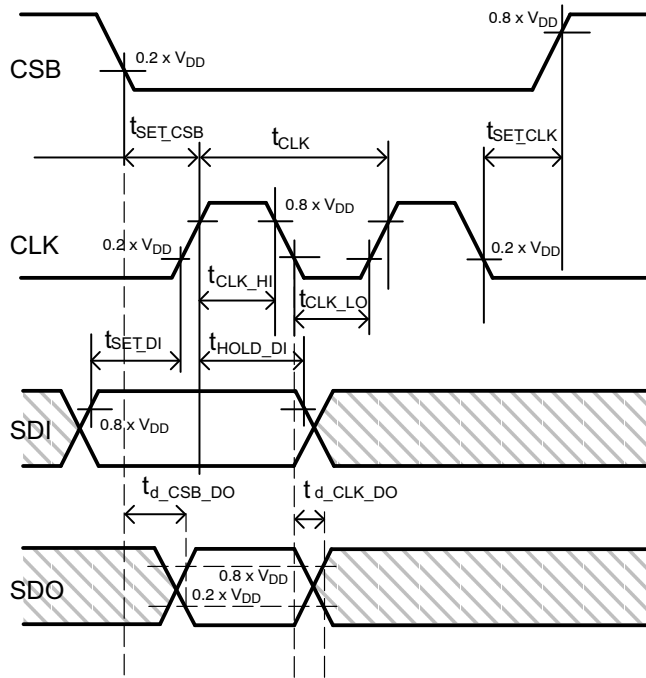 0.8 x VDD
CSB
0.2 x VDD
tSET_CSB
tCLK
tSET_CLK
0.8 x VDD
CLK
0.2 x VDD
0.2 x VDD
tCLK_HI
tCLK_LO
tSET_DI
tHOLD_DI
SDI
0.8 x VDD
td_CSB_DO
t d_CLK_DO
SDO
0.8 x VDD
0.2 x VDD